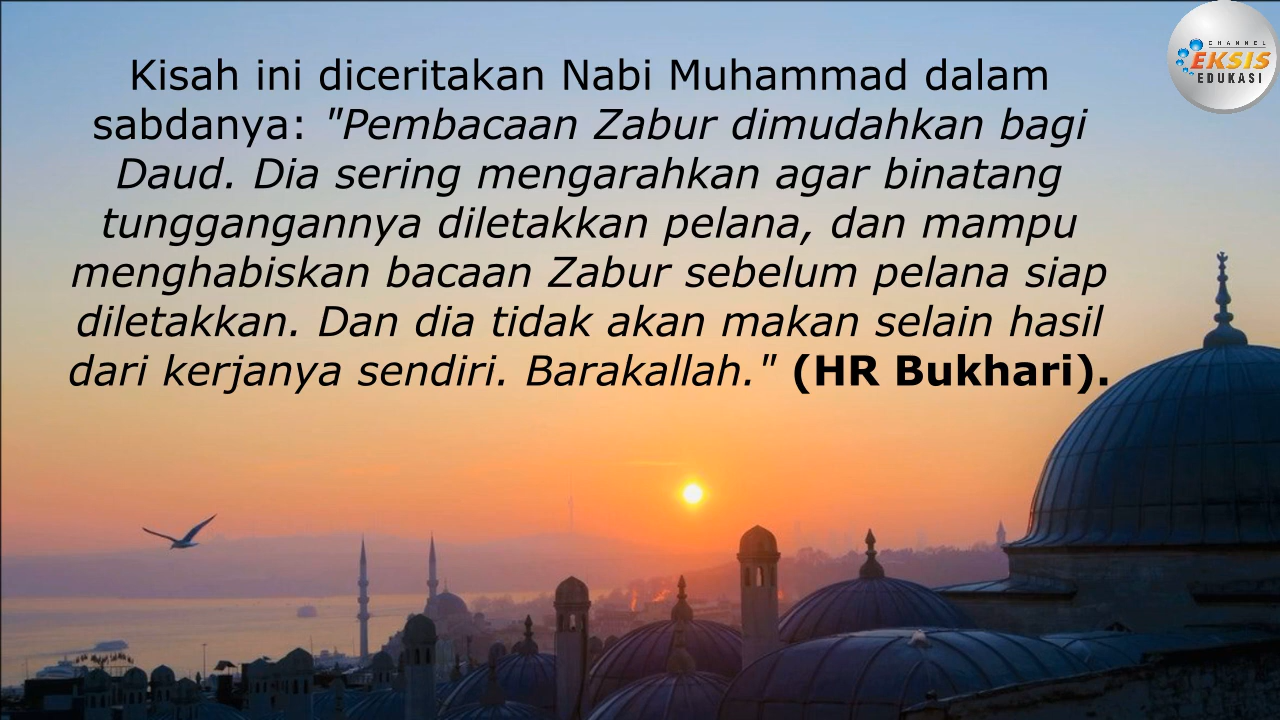 CHANNEL
EKSIS
EDUKASI
Kisah ini diceritakan Nabi Muhammad dalam
sabdanya: "Pembacaan Zabur dimudahkan bagi
Daud. Dia sering mengarahkan agar binatang
tunggangannya diletakkan pelana, dan mampu
menghabiskan bacaan Zabur sebelum pelana siap
diletakkan. Dan dia tidak akan makan selain hasil
dari kerjanya sendiri. Barakallah." (HR Bukhari).